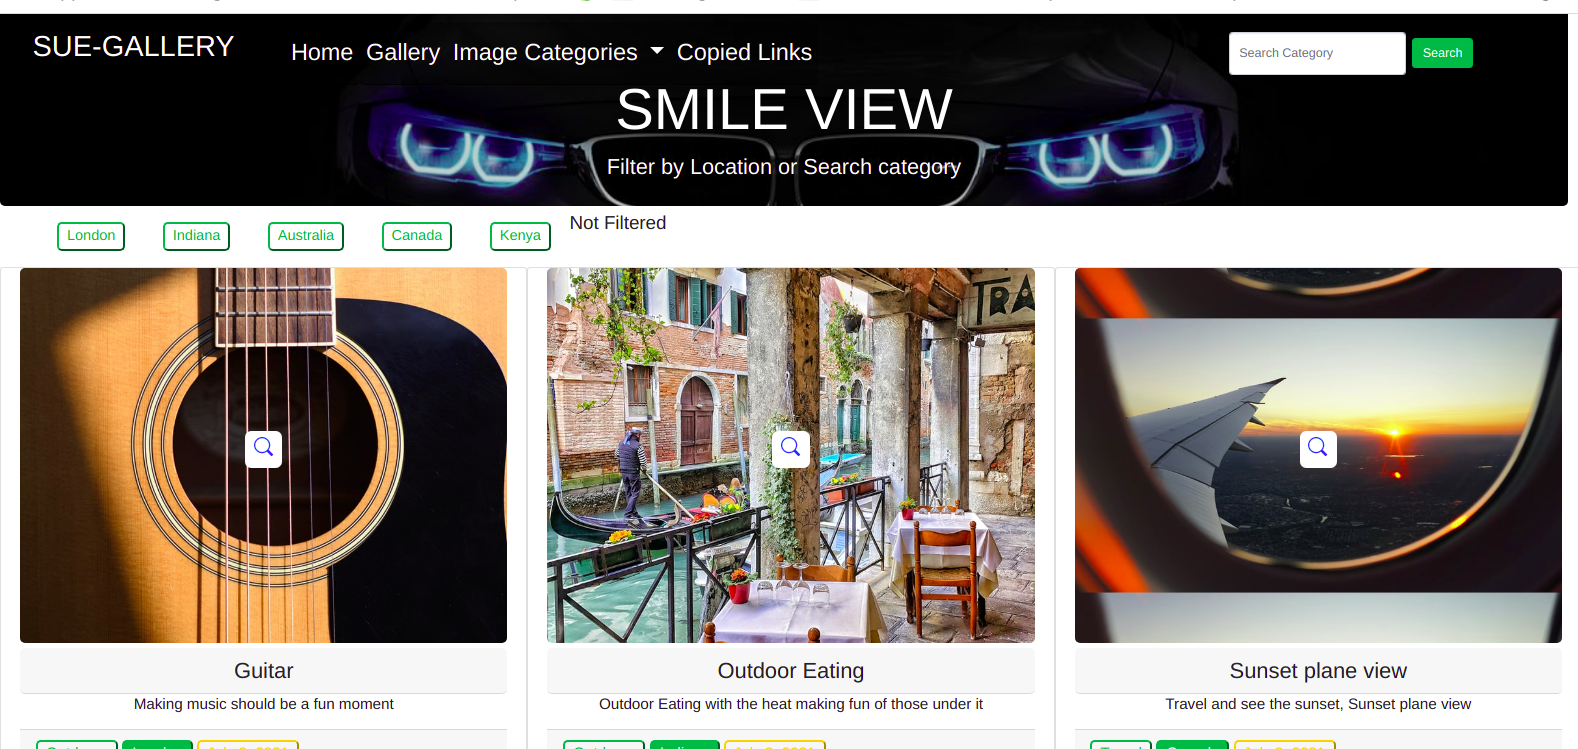 SUE-GALLERY
Home Gallery Image Categories Copied Links
Search Category Search
SMILE VIEW
Filter by Location or Search category
London Indiana Australia Canada Kenya Not Filtered
TRA
Guitar
Making music should be a fun moment
Outdoor Eating
Outdoor Eating with the heat making fun of those under it
Sunset plane view
Travel and see the sunset, Sunset plane view